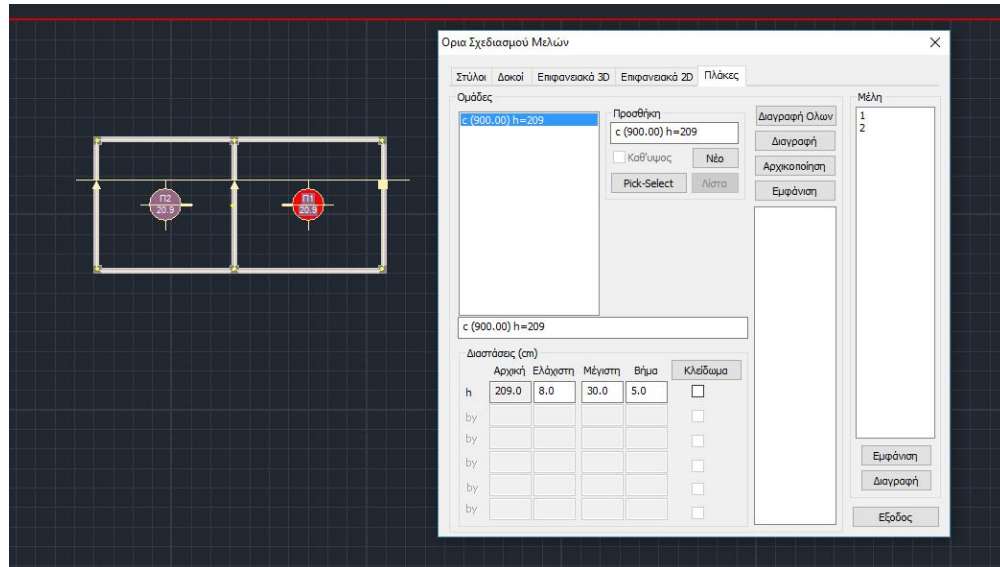 Ορια Σχεδιασμού Μελών
Στύλοι Δοκοί Επιφανειακά 3D Επιφανειακά 2D Πλάκες
Ομάδες
c (900.00) h=209
Προσθήκη
c (900.00) h=209
Καθ'υψος Νέο
Pick-Select Λίστα
Διαγραφή Ολων
Διαγραφή
Αρχικοποίηση
Εμφάνιση
Μέλη
1
2
c (900.00) h=209
Διαστάσεις (cm)
Αρχική Ελάχιστη Μέγιστη Βήμα Κλείδωμα
h 209.0 8.0 30.0 5.0
by
by
by
by
by
Εμφάνιση
Διαγραφή
Εξοδος
Π2
20.9
Π1
20.9